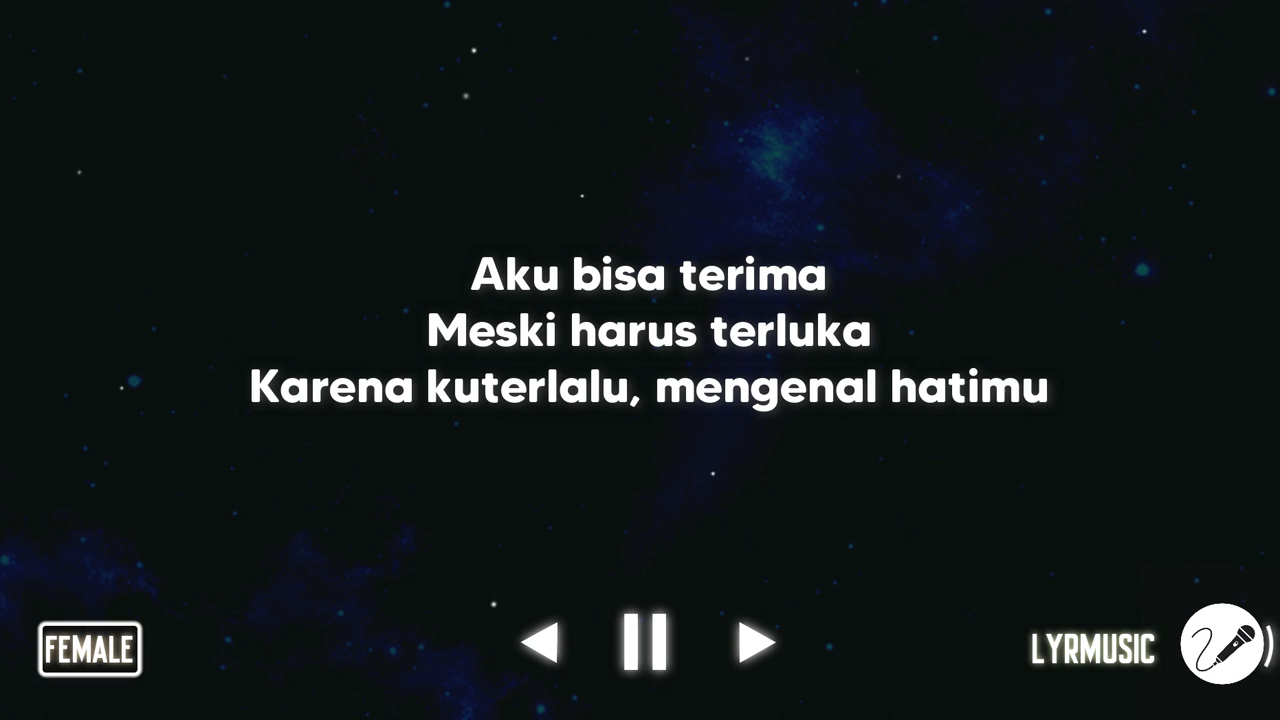 Aku bisa terima
Meski harus terluka
Karena kuterlalu, mengenal hatimu
FEMALE
LYRMUSIC